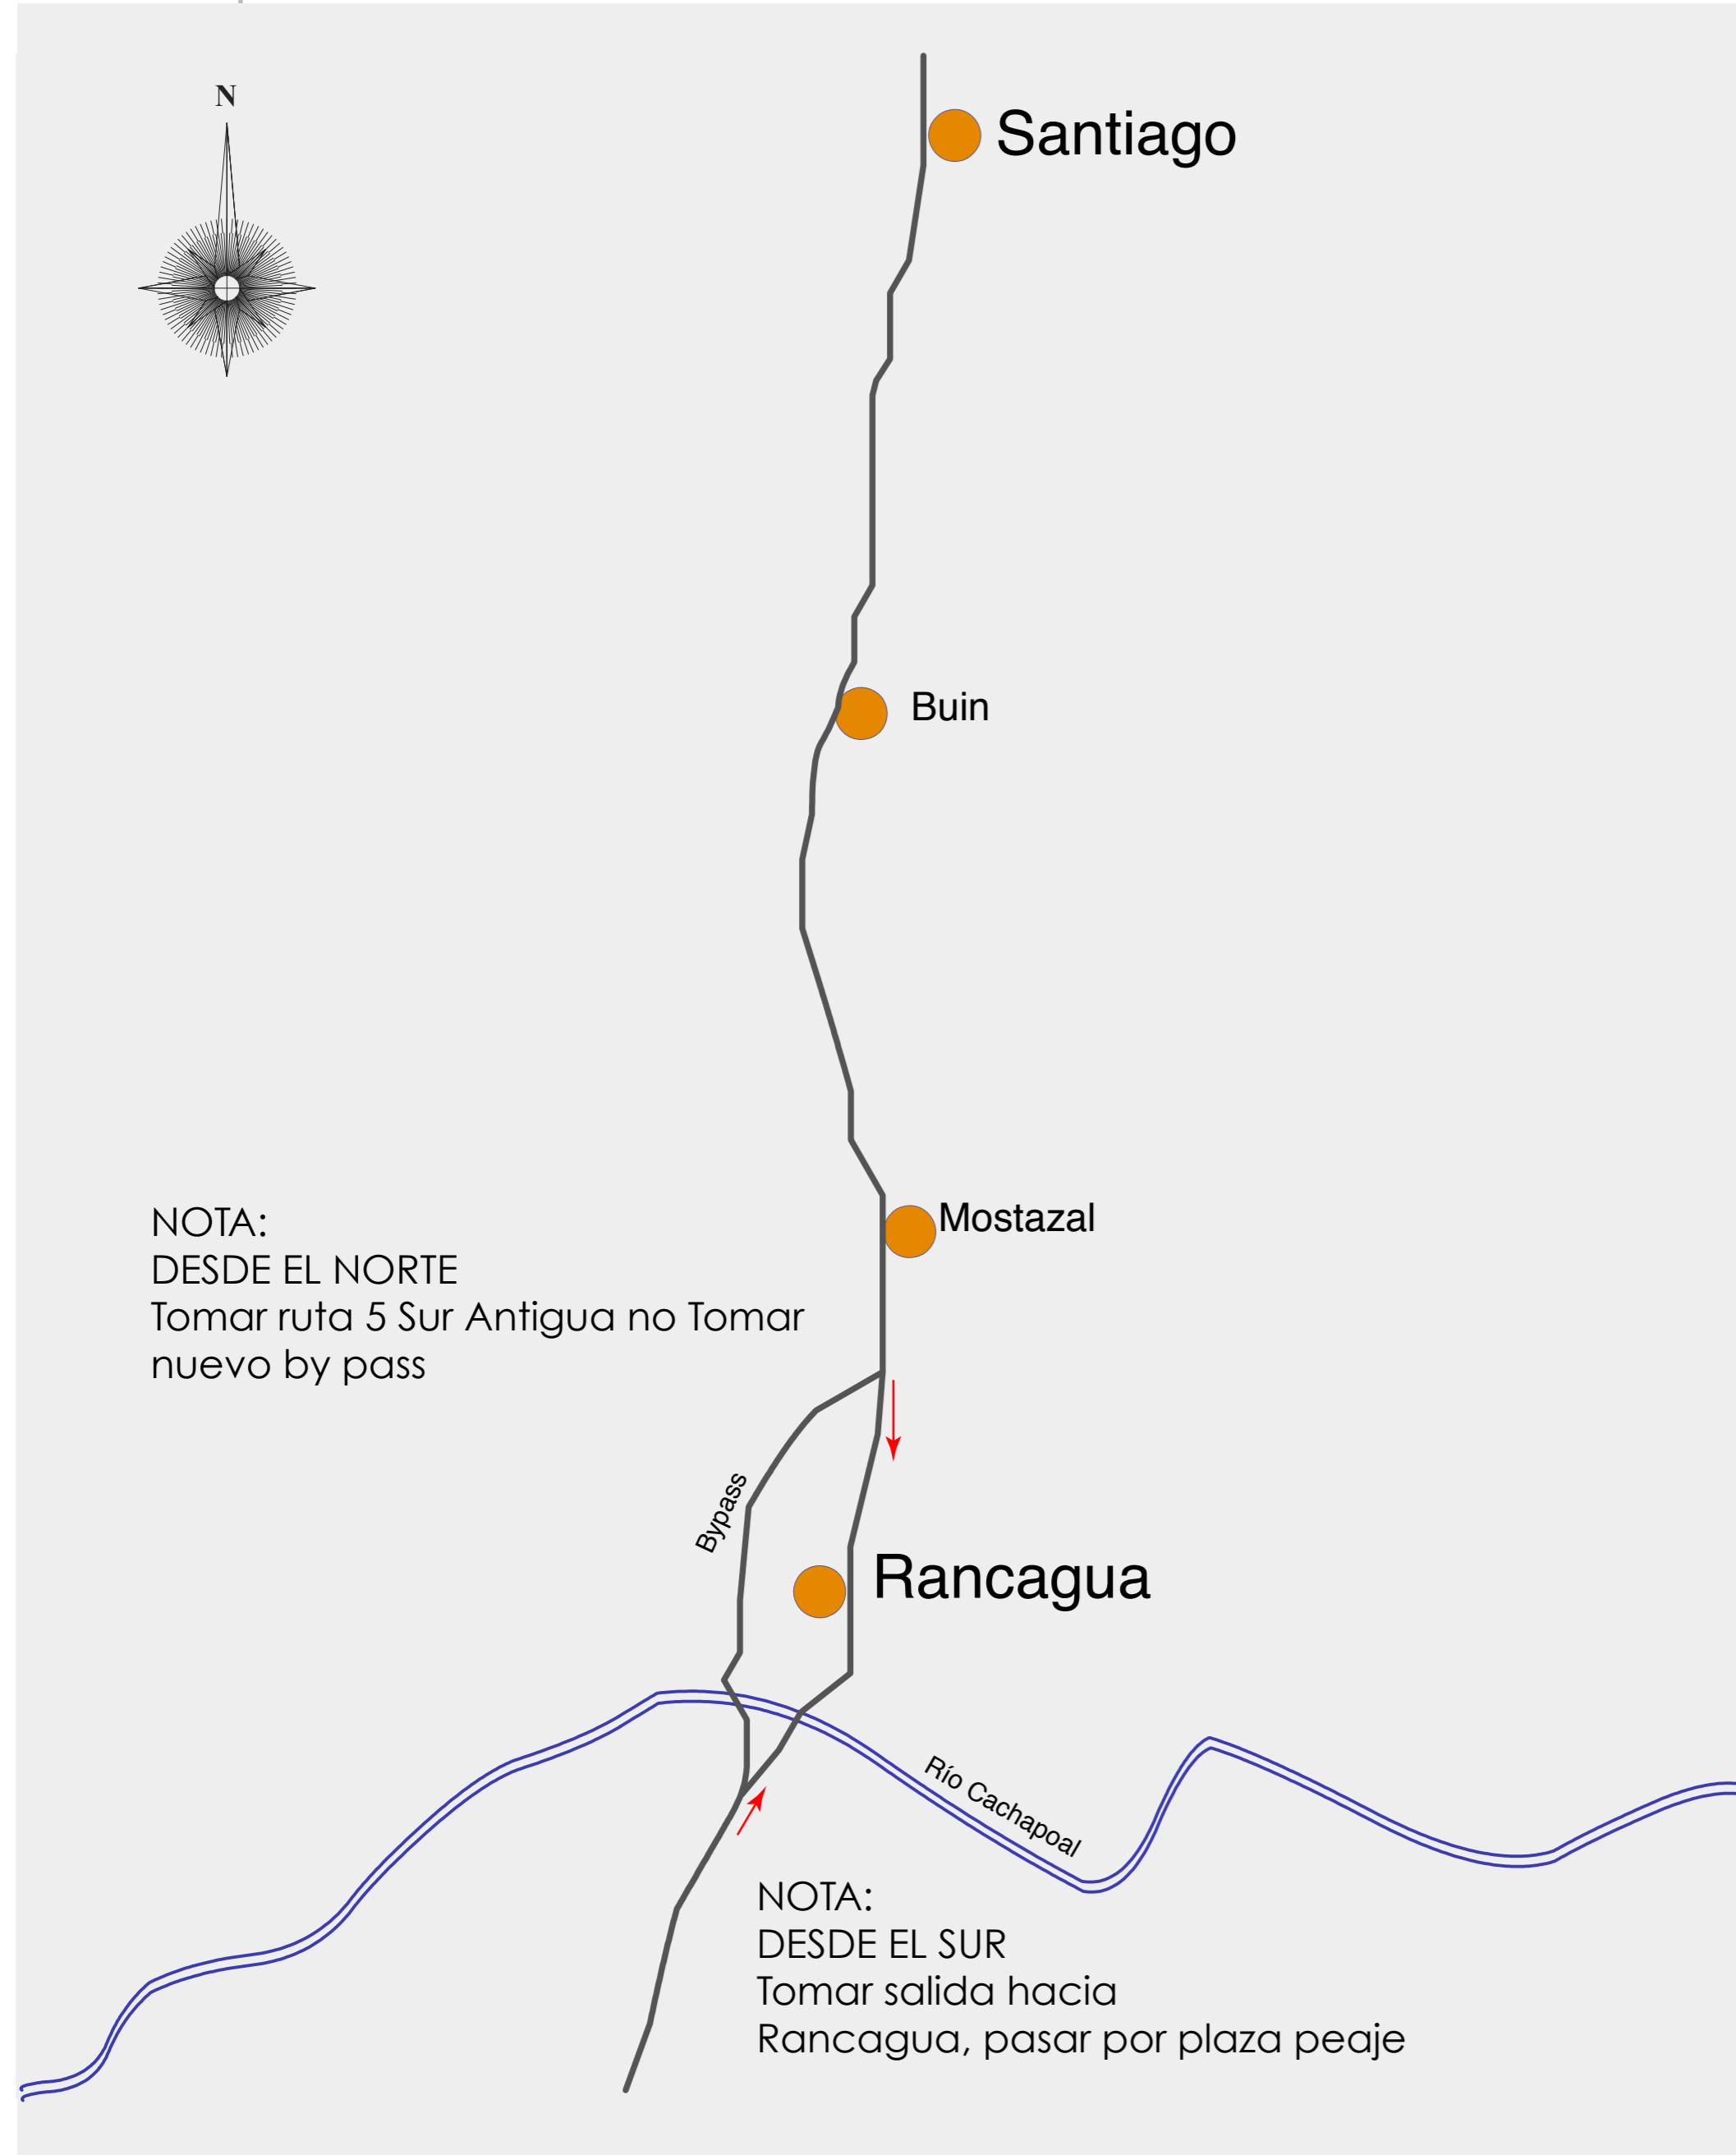 N
Santiago
Buin
Mostazal
NOTA:
DESDE EL NORTE
Tomar ruta 5 Sur Antigua no Tomar
nuevo by pass
Bypass
Rancagua
Río Cachapoal
NOTA:
DESDE EL SUR
Tomar salida hacia
Rancagua, pasar por plaza peaje